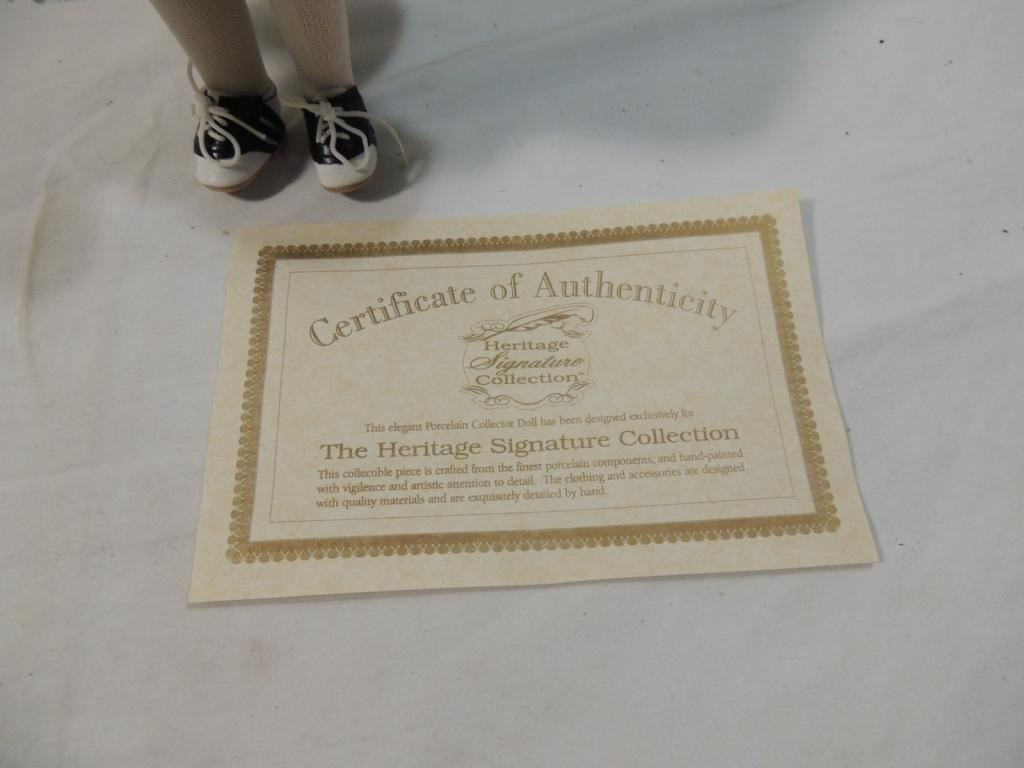 Certificate of Authenticity
Heritage
Signature
Collection™
This elegant Porcelain Collector Doll has been designed exclusively for
The Heritage Signature Collection
This collectible piece is crafted from the finest porcelain components, and hand-painted
with vigilence and artistic attention to detail. The clothing and accessories are designed
with quality materials and are exquisitely detailed by hand.